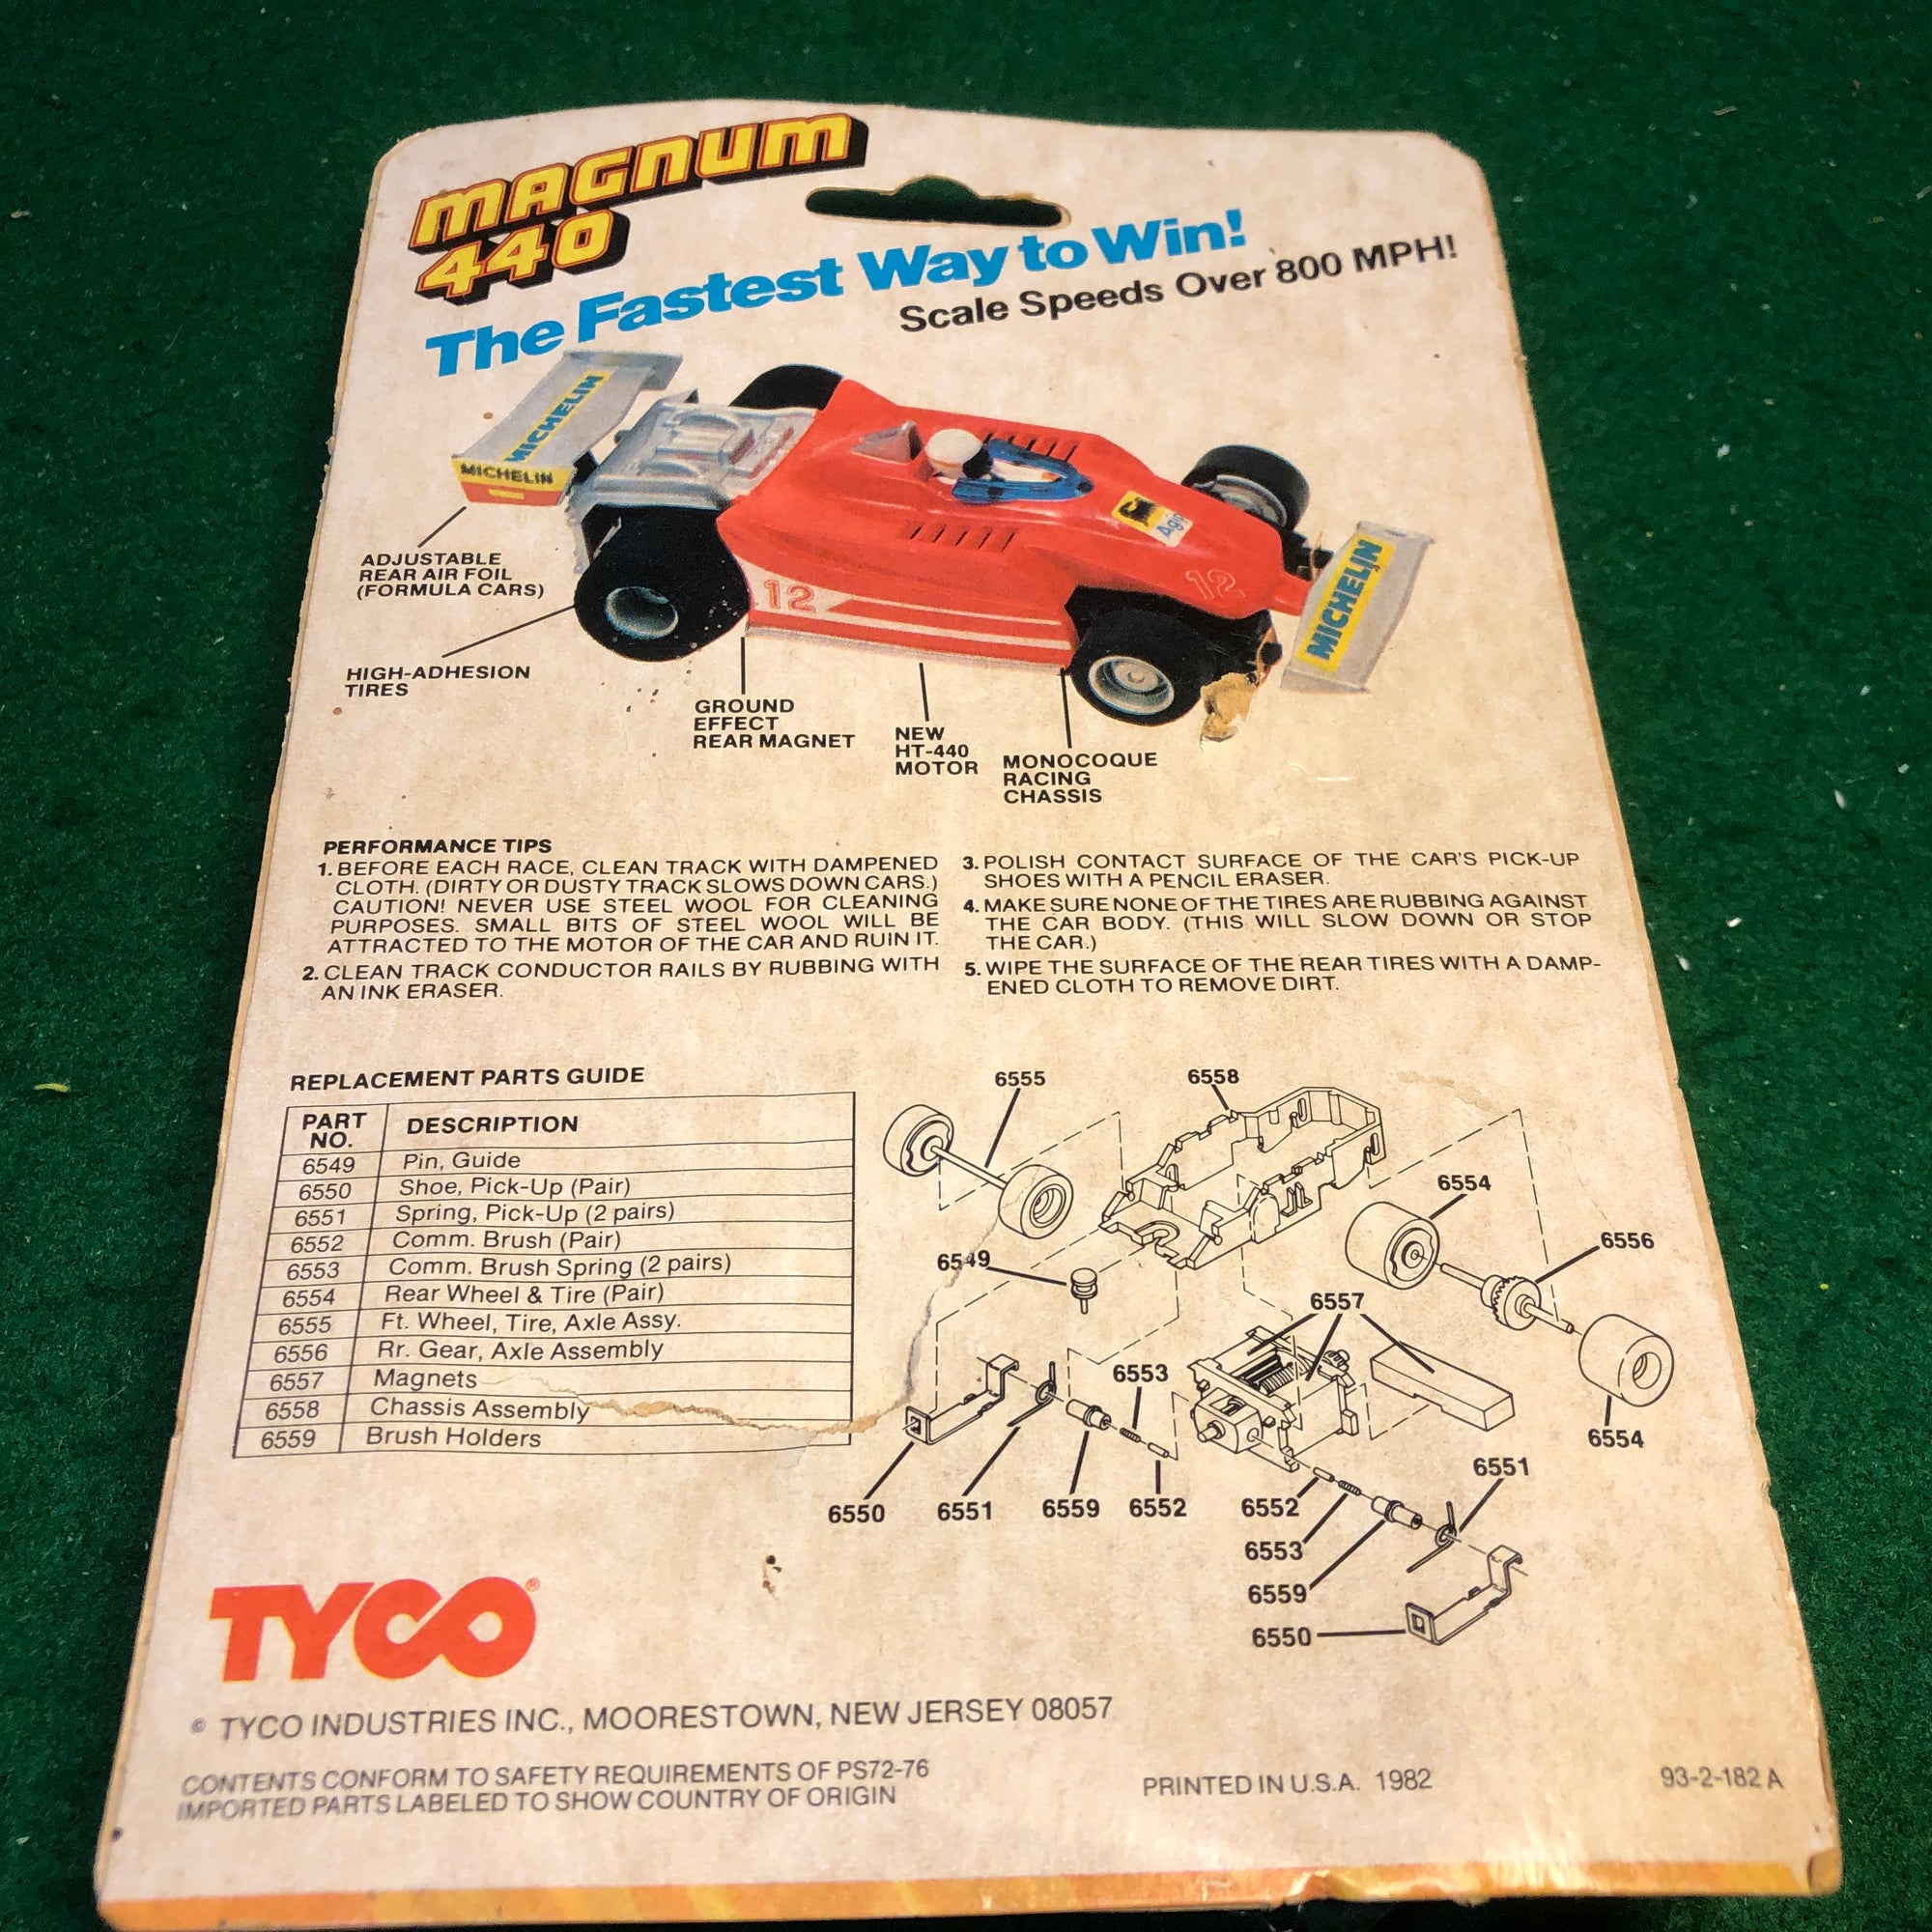 MAGNUM
440
The Fastest Way to Win!
Scale Speeds Over 800 MPH!
MICHELIN
MICHELIN
Agip
12
12
MICHELIN
ADJUSTABLE
REAR AIR FOIL
(FORMULA CARS)
HIGH-ADHESION
TIRES
GROUND
EFFECT
REAR MAGNET
NEW
HT-440
MOTOR
MONOCOQUE
RACING
CHASSIS
PERFORMANCE TIPS
1. BEFORE EACH RACE, CLEAN TRACK WITH DAMPENED
CLOTH. (DIRTY OR DUSTY TRACK SLOWS DOWN CARS.)
CAUTION! NEVER USE STEEL WOOL FOR CLEANING
PURPOSES. SMALL BITS OF STEEL WOOL WILL BE
ATTRACTED TO THE MOTOR OF THE CAR AND RUIN IT.
2. CLEAN TRACK CONDUCTOR RAILS BY RUBBING WITH
AN INK ERASER.
3. POLISH CONTACT SURFACE OF THE CAR'S PICK-UP
SHOES WITH A PENCIL ERASER.
4. MAKE SURE NONE OF THE TIRES ARE RUBBING AGAINST
THE CAR BODY. (THIS WILL SLOW DOWN OR STOP
THE CAR.)
5. WIPE THE SURFACE OF THE REAR TIRES WITH A DAMP-
ENED CLOTH TO REMOVE DIRT.
REPLACEMENT PARTS GUIDE
PART NO. DESCRIPTION
6549 Pin, Guide
6550 Shoe, Pick-Up (Pair)
6551 Spring, Pick-Up (2 pairs)
6552 Comm. Brush (Pair)
6553 Comm. Brush Spring (2 pairs)
6554 Rear Wheel & Tire (Pair)
6555 Ft. Wheel, Tire, Axle Assy.
6556 Rr. Gear, Axle Assembly
6557 Magnets
6558 Chassis Assembly
6559 Brush Holders
6555
6558
6554
6556
6549
6557
6553
6554
6551
6550
6551
6559
6552
6552
6553
6559
6550
TYCO®
© TYCO INDUSTRIES INC., MOORESTOWN, NEW JERSEY 08057
CONTENTS CONFORM TO SAFETY REQUIREMENTS OF PS72-76
IMPORTED PARTS LABELED TO SHOW COUNTRY OF ORIGIN
PRINTED IN U.S.A. 1982
93-2-182 A